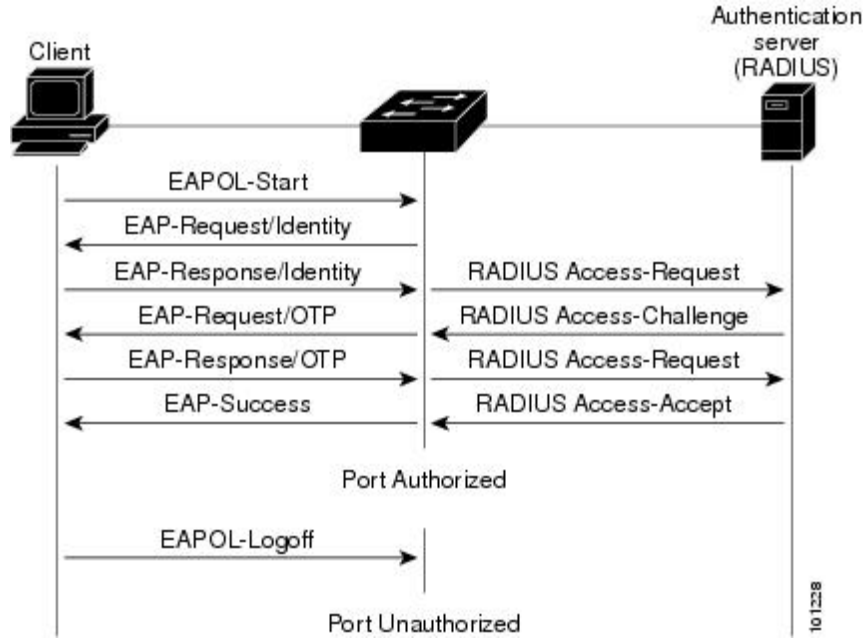 Client
Authentication
server
(RADIUS)
EAPOL-Start
EAP-Request/Identity
EAP-Response/Identity
RADIUS Access-Request
EAP-Request/OTP
RADIUS Access-Challenge
EAP-Response/OTP
RADIUS Access-Request
EAP-Success
RADIUS Access-Accept
Port Authorized
EAPOL-Logoff
Port Unauthorized
101228